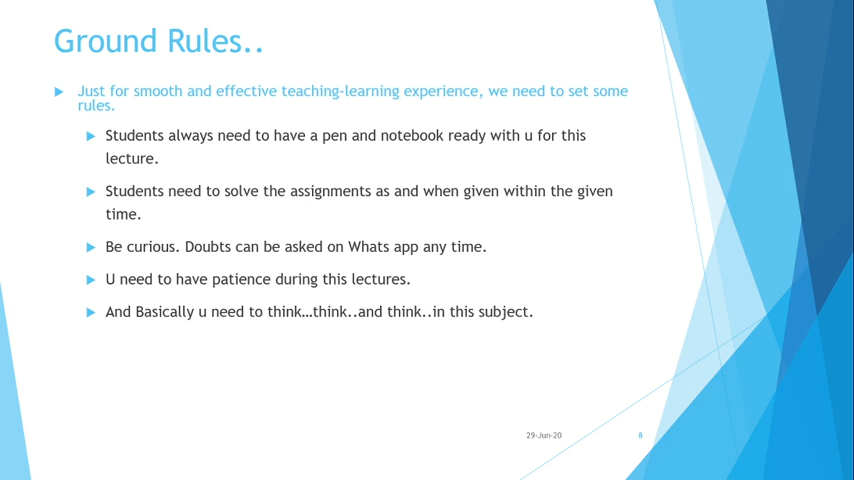 Ground Rules..
Just for smooth and effective teaching-learning experience, we need to set some
rules.
Students always need to have a pen and notebook ready with u for this
lecture.
Students need to solve the assignments as and when given within the given
time.
Be curious. Doubts can be asked on Whats app any time.
U need to have patience during this lectures.
And Basically u need to think…think..and think..in this subject.
29-Jun-20
8